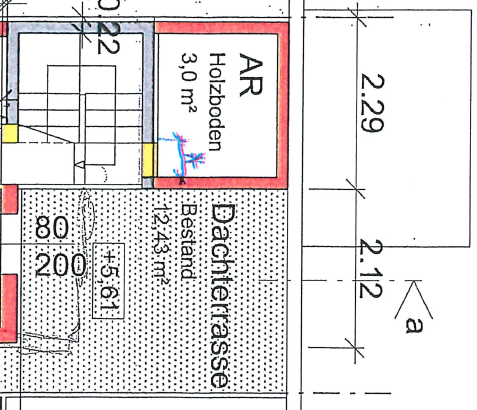 0.22
AR
Holzboden
3,0 m²
2.29
Dachterrasse
Bestand
12,43 m²
+5,61
80
200
2.12
a